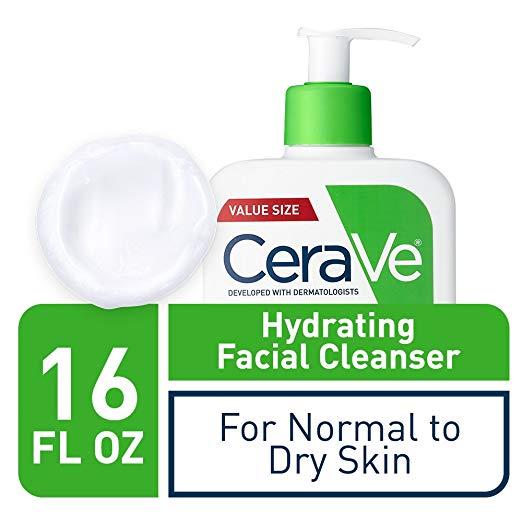 VALUE SIZE
CeraVe®
DEVELOPED WITH DERMATOLOGISTS
16
FL OZ
Hydrating
Facial Cleanser
For Normal to
Dry Skin